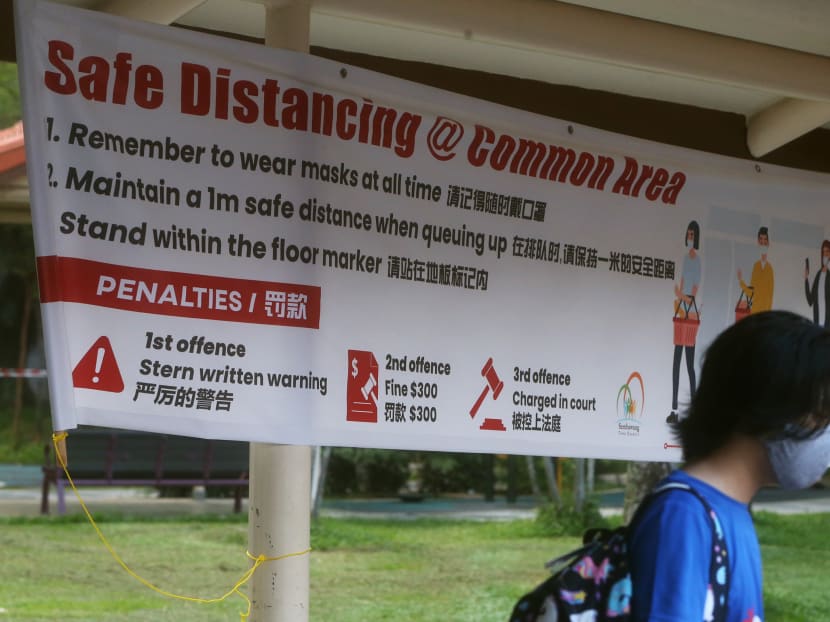 Safe Distancing @ Common Area
1. Remember to wear masks at all time 请记得随时戴口罩
2. Maintain a 1m safe distance when queuing up 在排队时,请保持一米的安全距离
Stand within the floor marker 请站在地板标记内
PENALTIES / 罚款
1st offence
Stern written warning
严厉的警告
$
2nd offence
Fine $300
罚款 $300
3rd offence
Charged in court
被控上法庭
Sembawang
Town Council